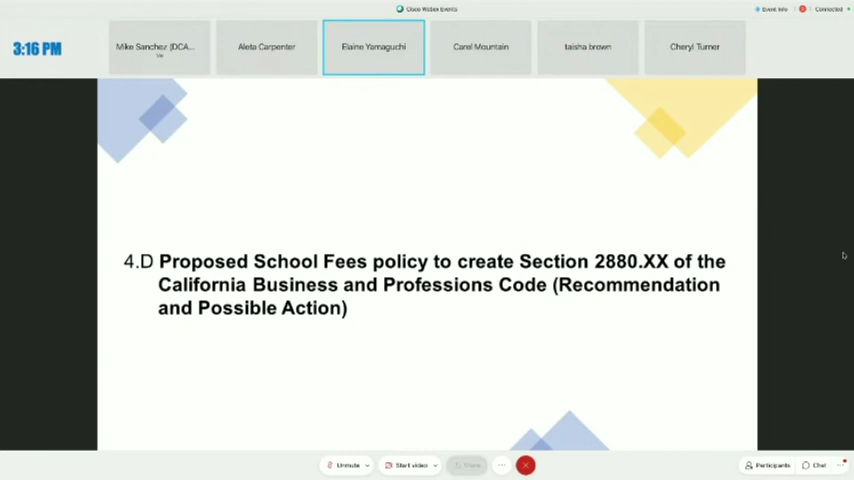 Cisco Webex Events
Event Info
Connected
3:16 PM
Mike Sanchez (DCA...
Me
Aleta Carpenter
Elaine Yamaguchi
Carel Mountain
taisha brown
Cheryl Turner
4.D Proposed School Fees policy to create Section 2880.XX of the
California Business and Professions Code (Recommendation
and Possible Action)
Unmute
Start video
Share
Participants
Chat